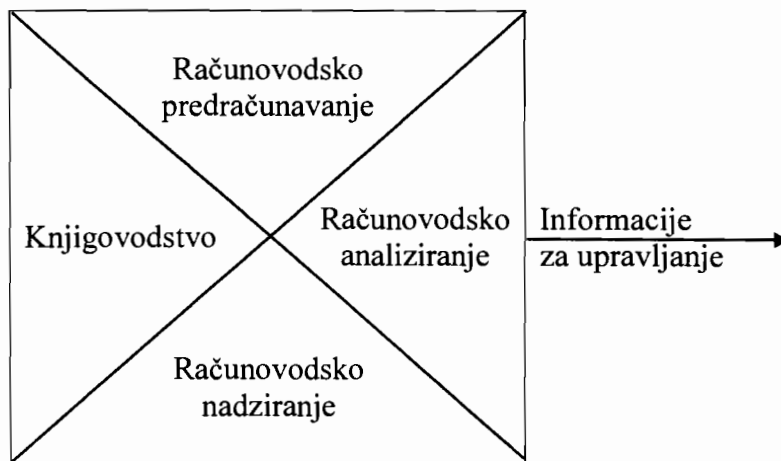 Računovodsko
predračunavanje
Knjigovodstvo
Računovodsko
analiziranje
Informacije
za upravljanje
Računovodsko
nadziranje